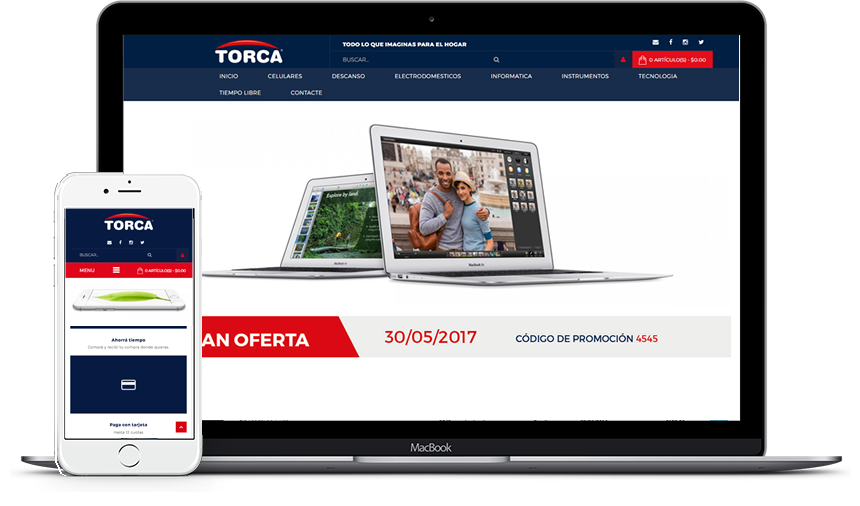 TORCA
TODO LO QUE IMAGINAS PARA EL HOGAR
BUSCAR..
0 ARTÍCULO(S) - $0.00
INICIO CELULARES DESCANSO ELECTRODOMESTICOS INFORMATICA INSTRUMENTOS TECNOLOGIA
TIEMPO LIBRE CONTACTE
Explore by land
MacBook Air
AN OFERTA 30/05/2017 CÓDIGO DE PROMOCIÓN 4545
MacBook
TORCA
BUSCAR..
MENU 0 ARTÍCULO(S) - $0.00
Ahorrá tiempo
Comprá y recibí tu compra donde quieras.
Paga con tarjeta
Hasta 12 cuotas